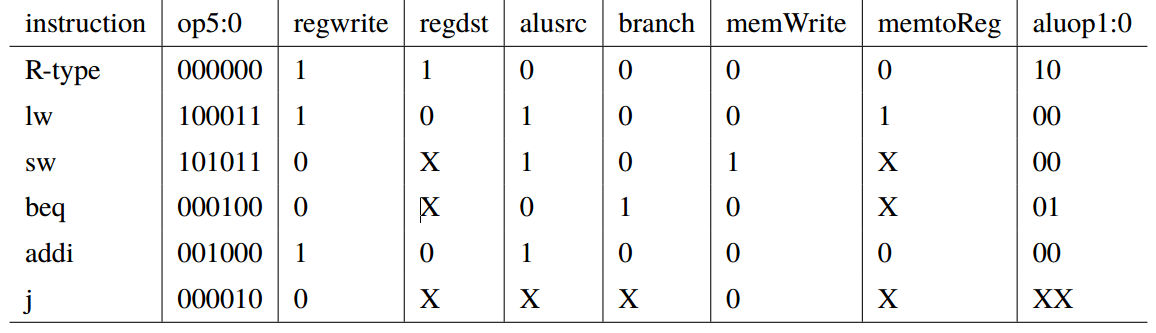 instruction op5:0 regwrite regdst alusrc branch memWrite memtoReg aluop1:0
R-type 000000 1 1 0 0 0 0 10
lw 100011 1 0 1 0 0 1 00
sw 101011 0 X 1 0 1 X 00
beq 000100 0 X 0 1 0 X 01
addi 001000 1 0 1 0 0 0 00
j 000010 0 X X X 0 X XX